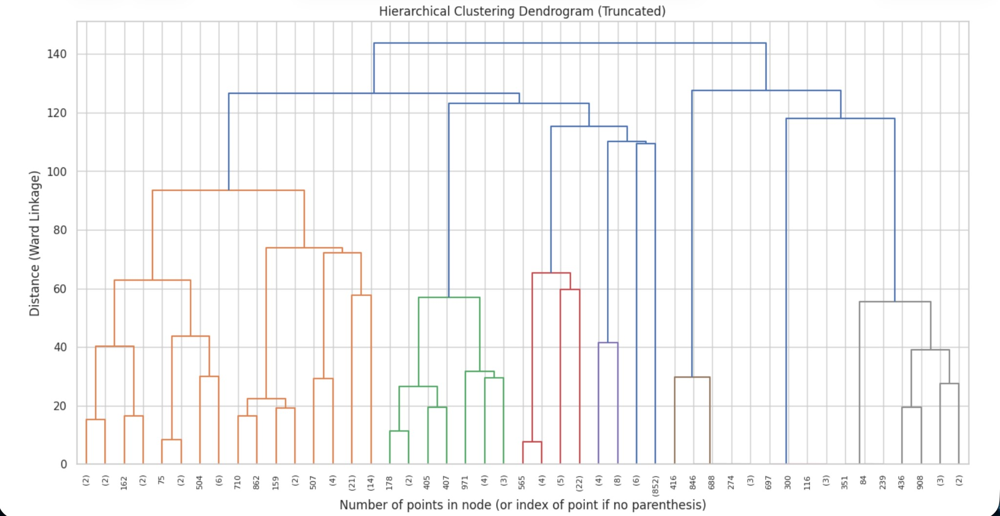 Hierarchical Clustering Dendrogram (Truncated)
140
120
100
80
60
40
20
0
Distance (Ward Linkage)
(2) (2) 162 (2) 75 (2) 504 (6) 710 862 159 (2) 507 (4) (21) (14) 178 (2) 405 407 971 (4) (3) 565 (4) (5) (22) (4) (8) (6) (852) 416 846 688 274 (3) 697 300 116 (3) 351 84 239 436 908 (3) (2)
Number of points in node (or index of point if no parenthesis)